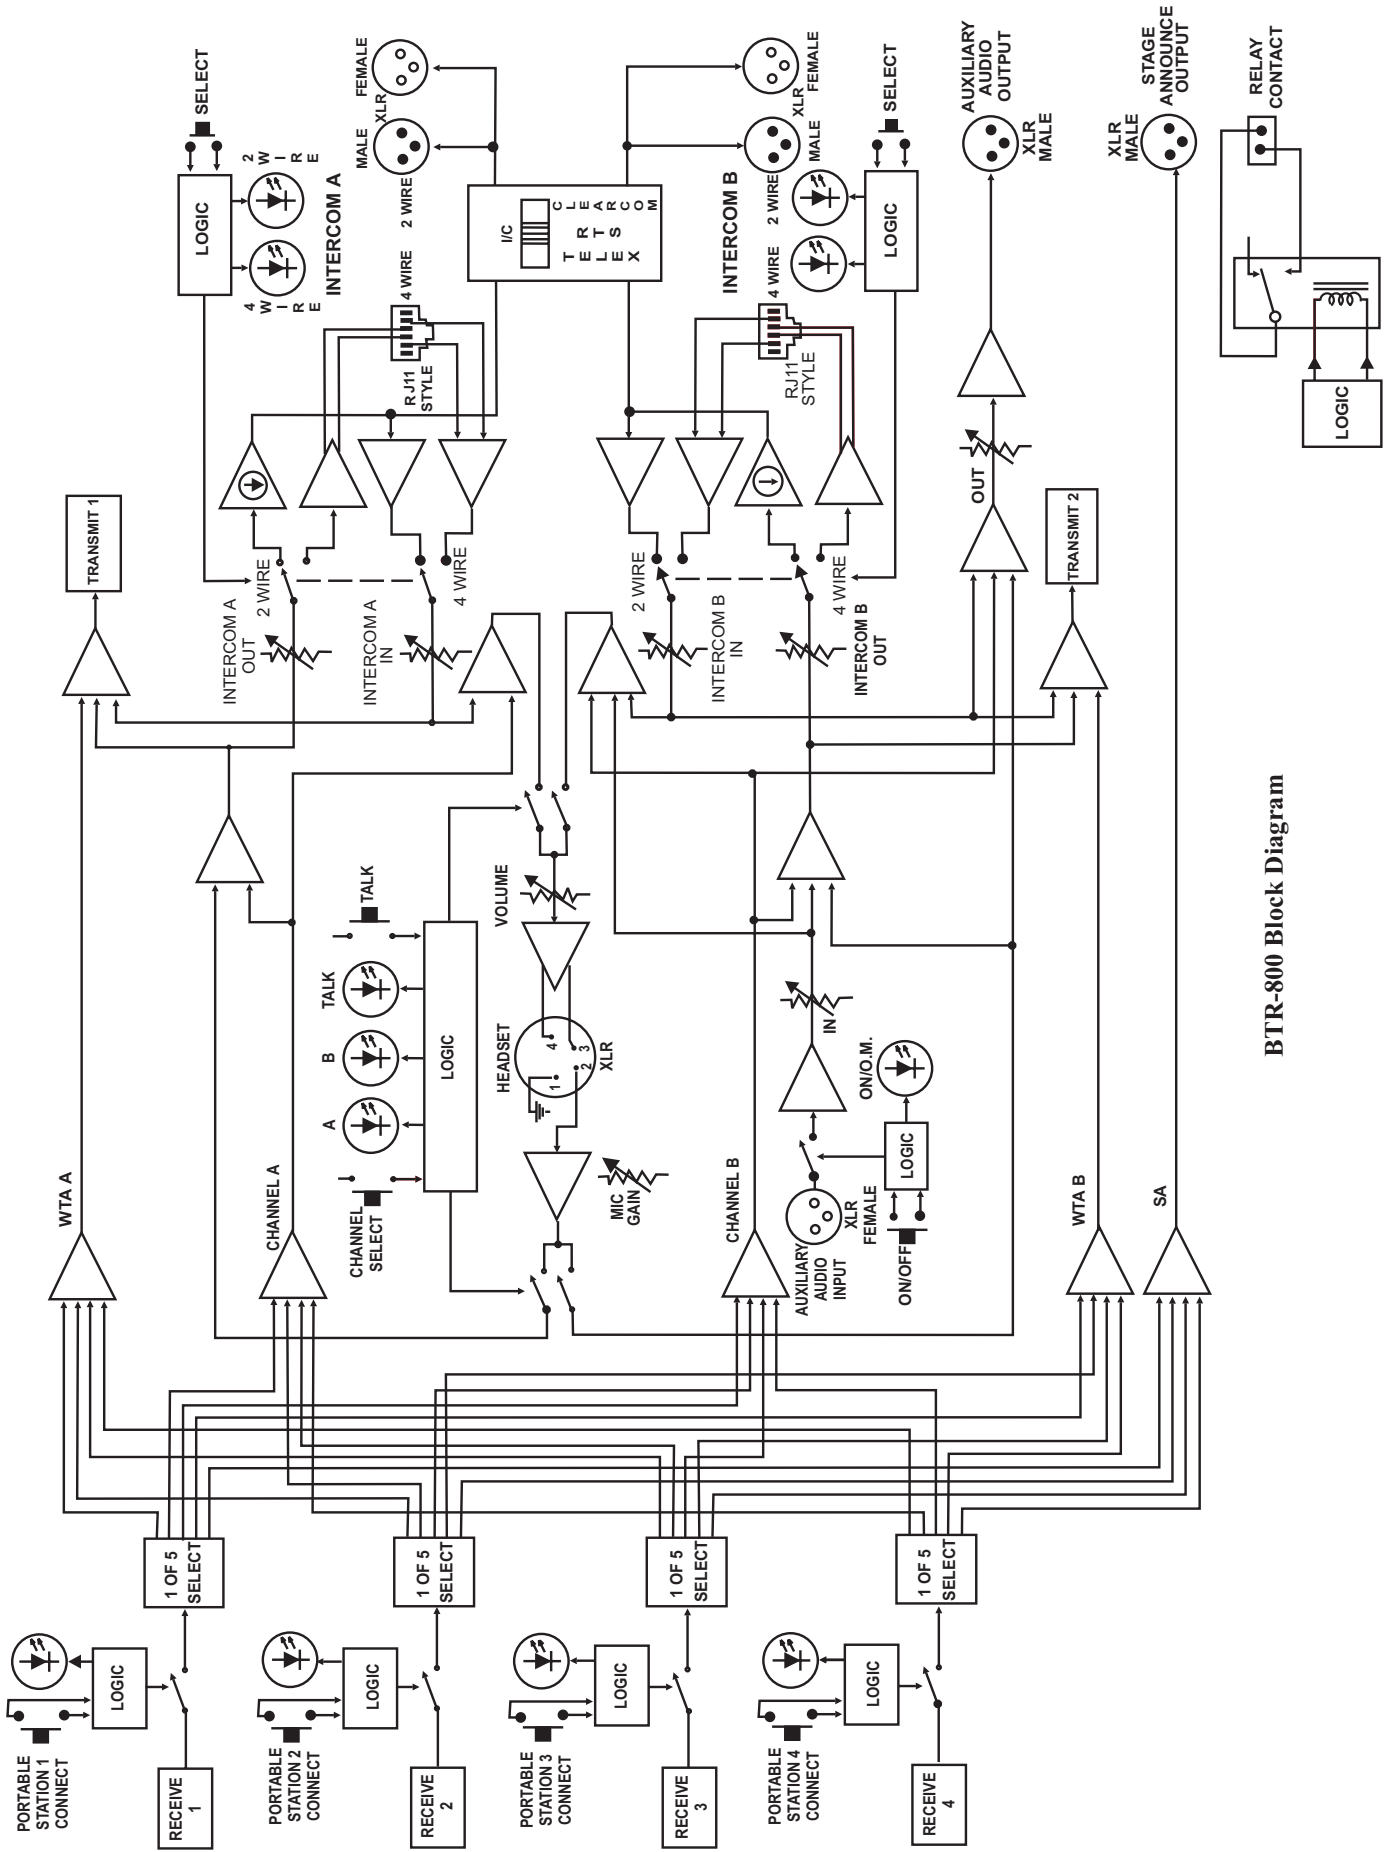 PORTABLE
STATION 1
CONNECT
LOGIC
RECEIVE
1
1 OF 5
SELECT
PORTABLE
STATION 2
CONNECT
LOGIC
RECEIVE
2
1 OF 5
SELECT
PORTABLE
STATION 3
CONNECT
LOGIC
RECEIVE
3
1 OF 5
SELECT
PORTABLE
STATION 4
CONNECT
LOGIC
RECEIVE
4
1 OF 5
SELECT
WTA A
CHANNEL A
CHANNEL
SELECT
A
B
TALK
TALK
LOGIC
VOLUME
HEADSET
XLR
1
2
3
4
MIC
GAIN
CHANNEL B
AUXILIARY
AUDIO
INPUT
XLR
FEMALE
ON/OFF
LOGIC
ON/O.M.
IN
WTA B
SA
TRANSMIT 1
INTERCOM A
OUT
2 WIRE
INTERCOM A
IN
4 WIRE
LOGIC
SELECT
2
W
I
R
E
4
W
I
R
E
INTERCOM A
RJ11
STYLE
4 WIRE
2 WIRE
MALE
XLR
FEMALE
I/C
C
L
E
A
R
C
O
M
R
T
S
T
E
L
E
X
INTERCOM B
4 WIRE
2 WIRE
MALE
XLR
FEMALE
RJ11
STYLE
LOGIC
SELECT
2 WIRE
INTERCOM B
IN
4 WIRE
INTERCOM B
OUT
TRANSMIT 2
OUT
AUXILIARY
AUDIO
OUTPUT
XLR
MALE
STAGE
ANNOUNCE
OUTPUT
XLR
MALE
RELAY
CONTACT
LOGIC
BTR-800 Block Diagram